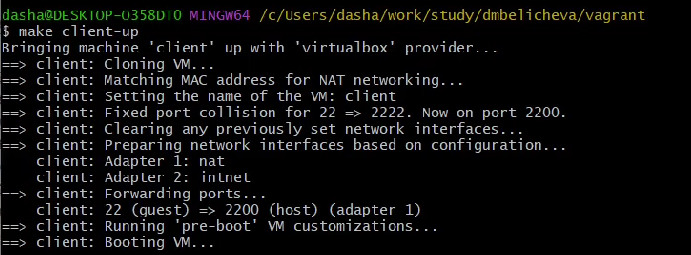 dasha@DESKTOP-0358DTO MINGW64 /c/Users/dasha/work/study/dmbelicheva/vagrant
$ make client-up
Bringing machine 'client' up with 'virtualbox' provider...
==> client: Cloning VM...
==> client: Matching MAC address for NAT networking...
==> client: Setting the name of the VM: client
==> client: Fixed port collision for 22 => 2222. Now on port 2200.
==> client: Clearing any previously set network interfaces...
==> client: Preparing network interfaces based on configuration...
client: Adapter 1: nat
client: Adapter 2: intnet
==> client: Forwarding ports...
client: 22 (guest) => 2200 (host) (adapter 1)
==> client: Running 'pre-boot' VM customizations...
==> client: Booting VM...